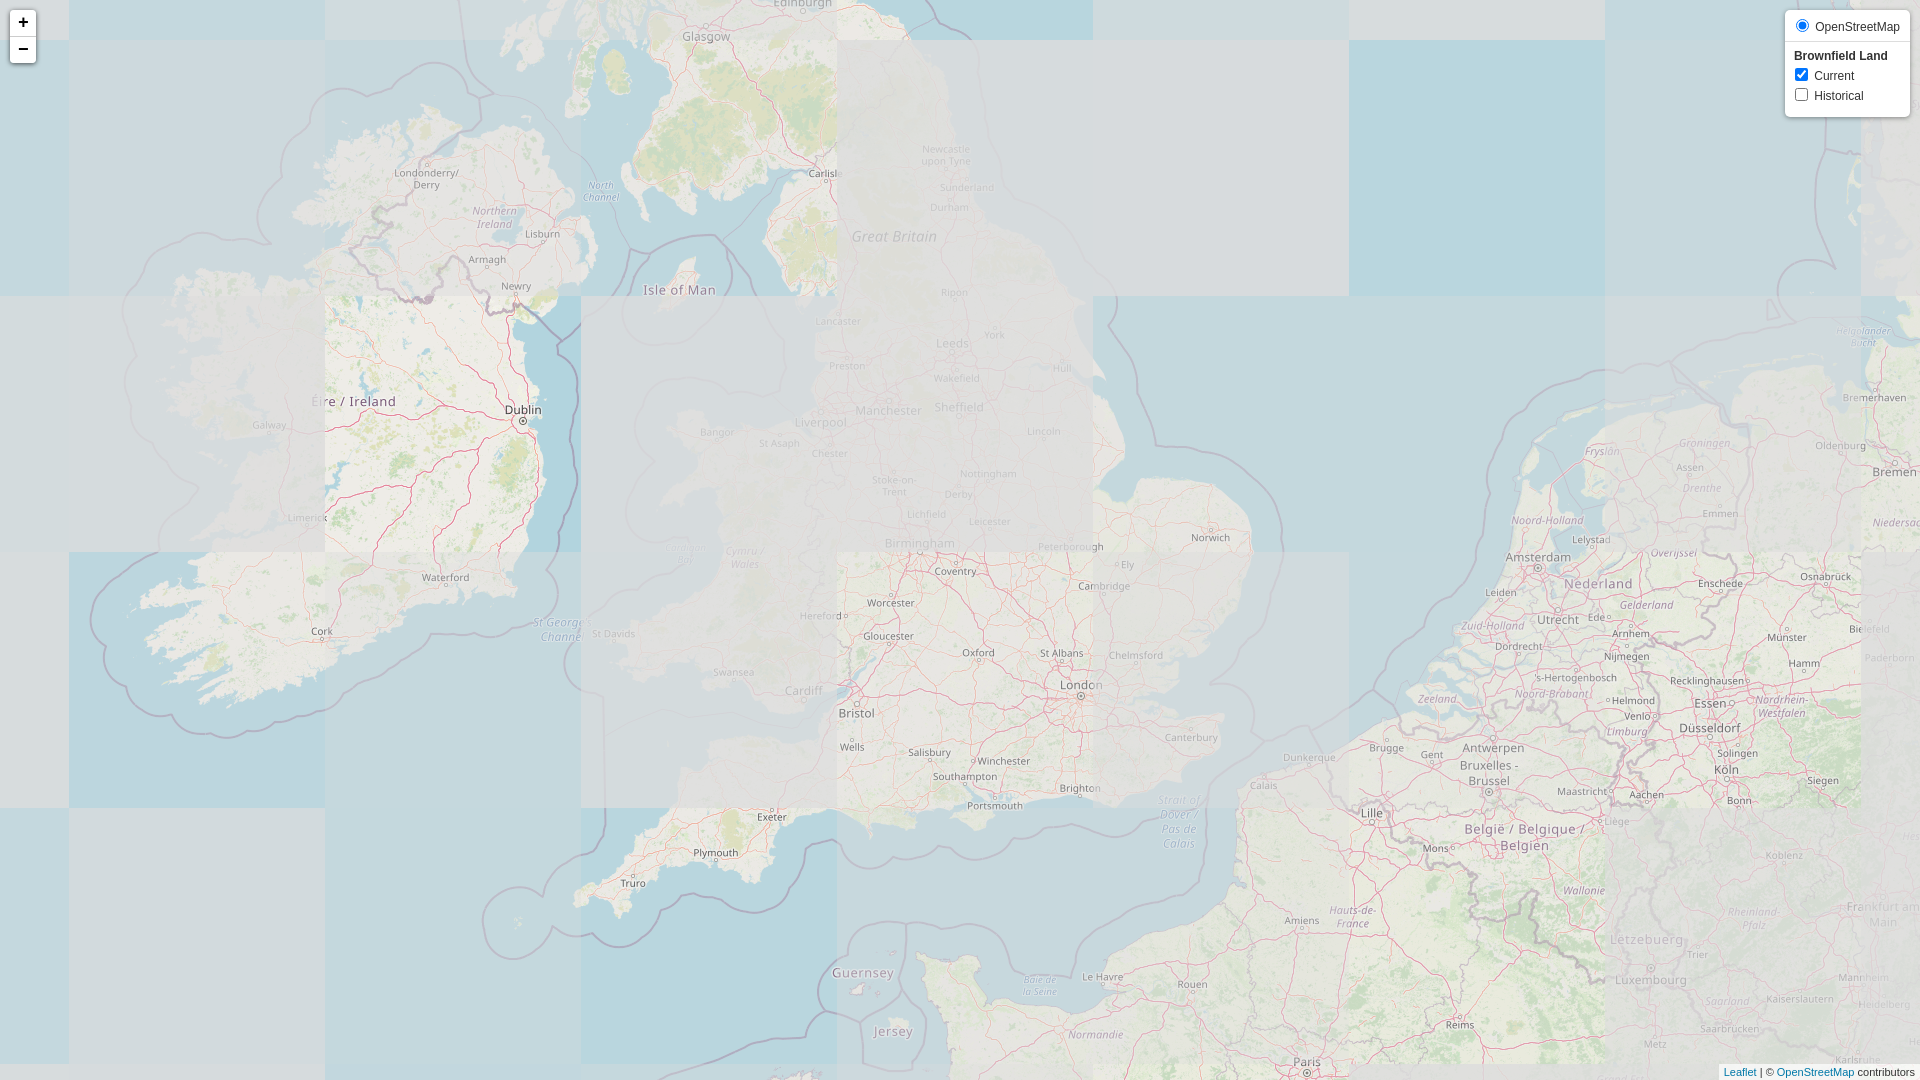 +
−
OpenStreetMap
Brownfield Land
Current
Historical
Edinburgh
Glasgow
Newcastle
upon Tyne
Londonderry/
Derry
Carlisle
North
Channel
Sunderland
Durham
Northern
Ireland
Lisburn
Great Britain
Armagh
Newry
Isle of Man
Ripon
Lancaster
York
Leeds
Helgoländer
Bucht
Preston
Hull
Wakefield
Bremerhaven
Éire / Ireland
Dublin
Manchester
Sheffield
Galway
Liverpool
Bangor
St Asaph
Lincoln
Groningen
Oldenburg
Chester
Fryslân
Assen
Bremen
Stoke-on-
Trent
Nottingham
Derby
Drenthe
Limerick
Lichfield
Leicester
Noord-Holland
Emmen
Niedersac
Norwich
Birmingham
Peterborough
Lelystad
Cymru
Wales
Amsterdam
Overijssel
Coventry
Ely
Waterford
Cambridge
Nederland
Enschede
Osnabrück
Worcester
Leiden
Gelderland
Hereford
Utrecht
Ede
St George
Channe
St Davids
Cork
Gloucester
Zuid-Holland
Arnhem
Münster
Bielefeld
Oxford
St Albans
Chelmsford
Dordrecht
Nijmegen
Hamm
Paderborn
Swansea
London
's-Hertogenbosch
Recklinghausen
Cardiff
Noord-Brabant
Zeeland
Helmond
Essen
Nordrhein-
Westfalen
Bristol
Venlo
Limburg
Düsseldorf
Wells
Salisbury
Canterbury
Brugge
Gent
Antwerpen
Solingen
Winchester
Dunkerque
Bruxelles -
Brussel
Köln
Southampton
Calais
Maastricht
Aachen
Siegen
Portsmouth
Brighton
Strait of
Dover /
Pas de
Calais
Bonn
Exeter
Lille
Liège
België / Belgique /
Belgien
Plymouth
Mons
Koblenz
Truro
Wallonie
Hauts-de-
France
Amiens
Rheinland-
Pfalz
Frankfurt am
Main
Lëtzebuerg
Trier
Guernsey
Baie de
la Seine
Le Havre
Rouen
Luxembourg
Mannheim
Saarland
Kaiserslautern
Heidelberg
Jersey
Normandie
Reims
Saarbrücken
Metz
Paris
Karlsruhe
Leaflet | © OpenStreetMap contributors